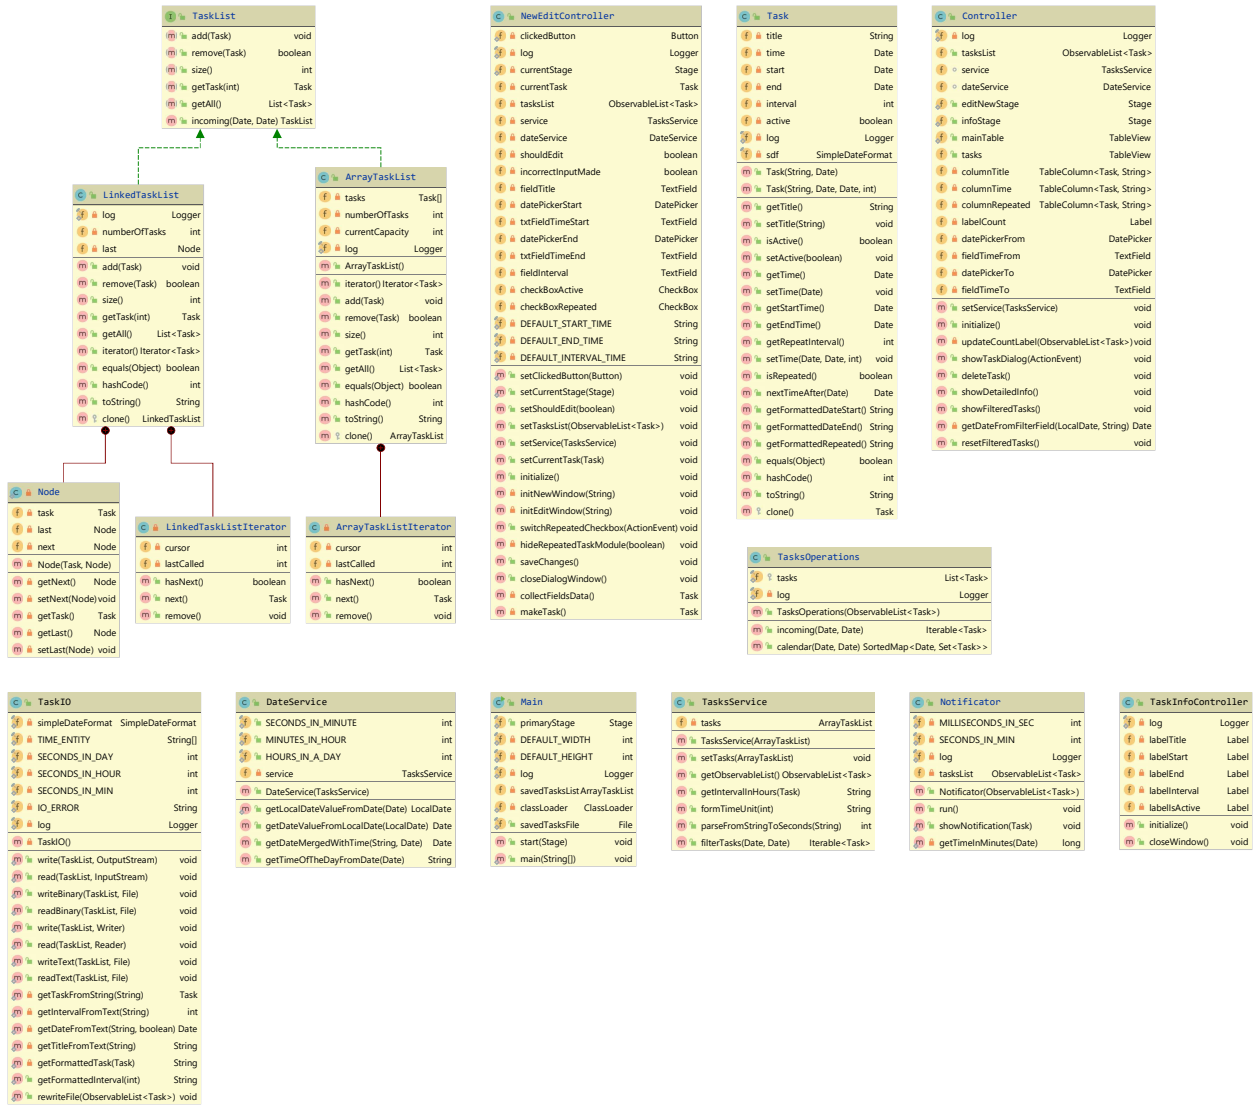 TaskList
add(Task) void
remove(Task) boolean
size() int
getTask(int) Task
getAll() List<Task>
incoming(Date, Date) TaskList
LinkedTaskList
log Logger
numberOfTasks int
last Node
add(Task) void
remove(Task) boolean
size() int
getTask(int) Task
getAll() List<Task>
iterator() Iterator<Task>
equals(Object) boolean
hashCode() int
toString() String
clone() LinkedTaskList
ArrayTaskList
tasks Task[]
numberOfTasks int
currentCapacity int
log Logger
ArrayTaskList()
iterator() Iterator<Task>
add(Task) void
remove(Task) boolean
size() int
getTask(int) Task
getAll() List<Task>
equals(Object) boolean
hashCode() int
toString() String
clone() ArrayTaskList
Node
task Task
last Node
next Node
Node(Task, Node)
getNext() Node
setNext(Node) void
getTask() Task
getLast() Node
setLast(Node) void
LinkedTaskListIterator
cursor int
lastCalled int
hasNext() boolean
next() Task
remove() void
ArrayTaskListIterator
cursor int
lastCalled int
hasNext() boolean
next() Task
remove() void
NewEditController
clickedButton Button
log Logger
currentStage Stage
currentTask Task
tasksList ObservableList<Task>
service TasksService
dateService DateService
shouldEdit boolean
incorrectInputMade boolean
fieldTitle TextField
datePickerStart DatePicker
txtFieldTimeStart TextField
datePickerEnd DatePicker
txtFieldTimeEnd TextField
fieldInterval TextField
checkBoxActive CheckBox
checkBoxRepeated CheckBox
DEFAULT_START_TIME String
DEFAULT_END_TIME String
DEFAULT_INTERVAL_TIME String
setClickedButton(Button) void
setCurrentStage(Stage) void
setShouldEdit(boolean) void
setTasksList(ObservableList<Task>) void
setService(TasksService) void
setCurrentTask(Task) void
initialize() void
initNewWindow(String) void
initEditWindow(String) void
switchRepeatedCheckbox(ActionEvent) void
hideRepeatedTaskModule(boolean) void
saveChanges() void
closeDialogWindow() void
collectFieldsData() Task
makeTask() Task
Task
title String
time Date
start Date
end Date
interval int
active boolean
log Logger
sdf SimpleDateFormat
Task(String, Date)
Task(String, Date, Date, int)
getTitle() String
setTitle(String) void
isActive() boolean
setActive(boolean) void
getTime() Date
setTime(Date) void
getStartTime() Date
getEndTime() Date
getRepeatInterval() int
setTime(Date, Date, int) void
isRepeated() boolean
nextTimeAfter(Date) Date
getFormattedDateStart() String
getFormattedDateEnd() String
getFormattedRepeated() String
equals(Object) boolean
hashCode() int
toString() String
clone() Task
Controller
log Logger
tasksList ObservableList<Task>
service TasksService
dateService DateService
editNewStage Stage
infoStage Stage
mainTable TableView
tasks TableView
columnTitle TableColumn<Task, String>
columnTime TableColumn<Task, String>
columnRepeated TableColumn<Task, String>
labelCount Label
datePickerFrom DatePicker
fieldTimeFrom TextField
datePickerTo DatePicker
fieldTimeTo TextField
setService(TasksService) void
initialize() void
updateCountLabel(ObservableList<Task>) void
showTaskDialog(ActionEvent) void
deleteTask() void
showDetailedInfo() void
showFilteredTasks() void
getDateFromFilterField(LocalDate, String) Date
resetFilteredTasks() void
TasksOperations
tasks List<Task>
log Logger
TasksOperations(ObservableList<Task>)
incoming(Date, Date) Iterable<Task>
calendar(Date, Date) SortedMap<Date, Set<Task>>
TaskIO
simpleDateFormat SimpleDateFormat
TIME_ENTITY String[]
SECONDS_IN_DAY int
SECONDS_IN_HOUR int
SECONDS_IN_MIN int
IO_ERROR String
log Logger
TaskIO()
write(TaskList, OutputStream) void
read(TaskList, InputStream) void
writeBinary(TaskList, File) void
readBinary(TaskList, File) void
write(TaskList, Writer) void
read(TaskList, Reader) void
writeText(TaskList, File) void
readText(TaskList, File) void
getTaskFromString(String) Task
getIntervalFromText(String) int
getDateFromText(String, boolean) Date
getTitleFromText(String) String
getFormattedTask(Task) String
getFormattedInterval(int) String
rewriteFile(ObservableList<Task>) void
DateService
SECONDS_IN_MINUTE int
MINUTES_IN_HOUR int
HOURS_IN_A_DAY int
service TasksService
DateService(TasksService)
getLocalDateValueFromDate(Date) LocalDate
getDateValueFromLocalDate(LocalDate) Date
getDateMergedWithTime(String, Date) Date
getTimeOfTheDayFromDate(Date) String
Main
primaryStage Stage
DEFAULT_WIDTH int
DEFAULT_HEIGHT int
log Logger
savedTasksList ArrayTaskList
classLoader ClassLoader
savedTasksFile File
start(Stage) void
main(String[]) void
TasksService
tasks ArrayTaskList
TasksService(ArrayTaskList)
setTasks(ArrayTaskList) void
getObservableList() ObservableList<Task>
getIntervalInHours(Task) String
formTimeUnit(int) String
parseFromStringToSeconds(String) int
filterTasks(Date, Date) Iterable<Task>
Notificator
MILLISECONDS_IN_SEC int
SECONDS_IN_MIN int
log Logger
tasksList ObservableList<Task>
Notificator(ObservableList<Task>)
run() void
showNotification(Task) void
getTimeInMinutes(Date) long
TaskInfoController
log Logger
labelTitle Label
labelStart Label
labelEnd Label
labelInterval Label
labelIsActive Label
initialize() void
closeWindow() void